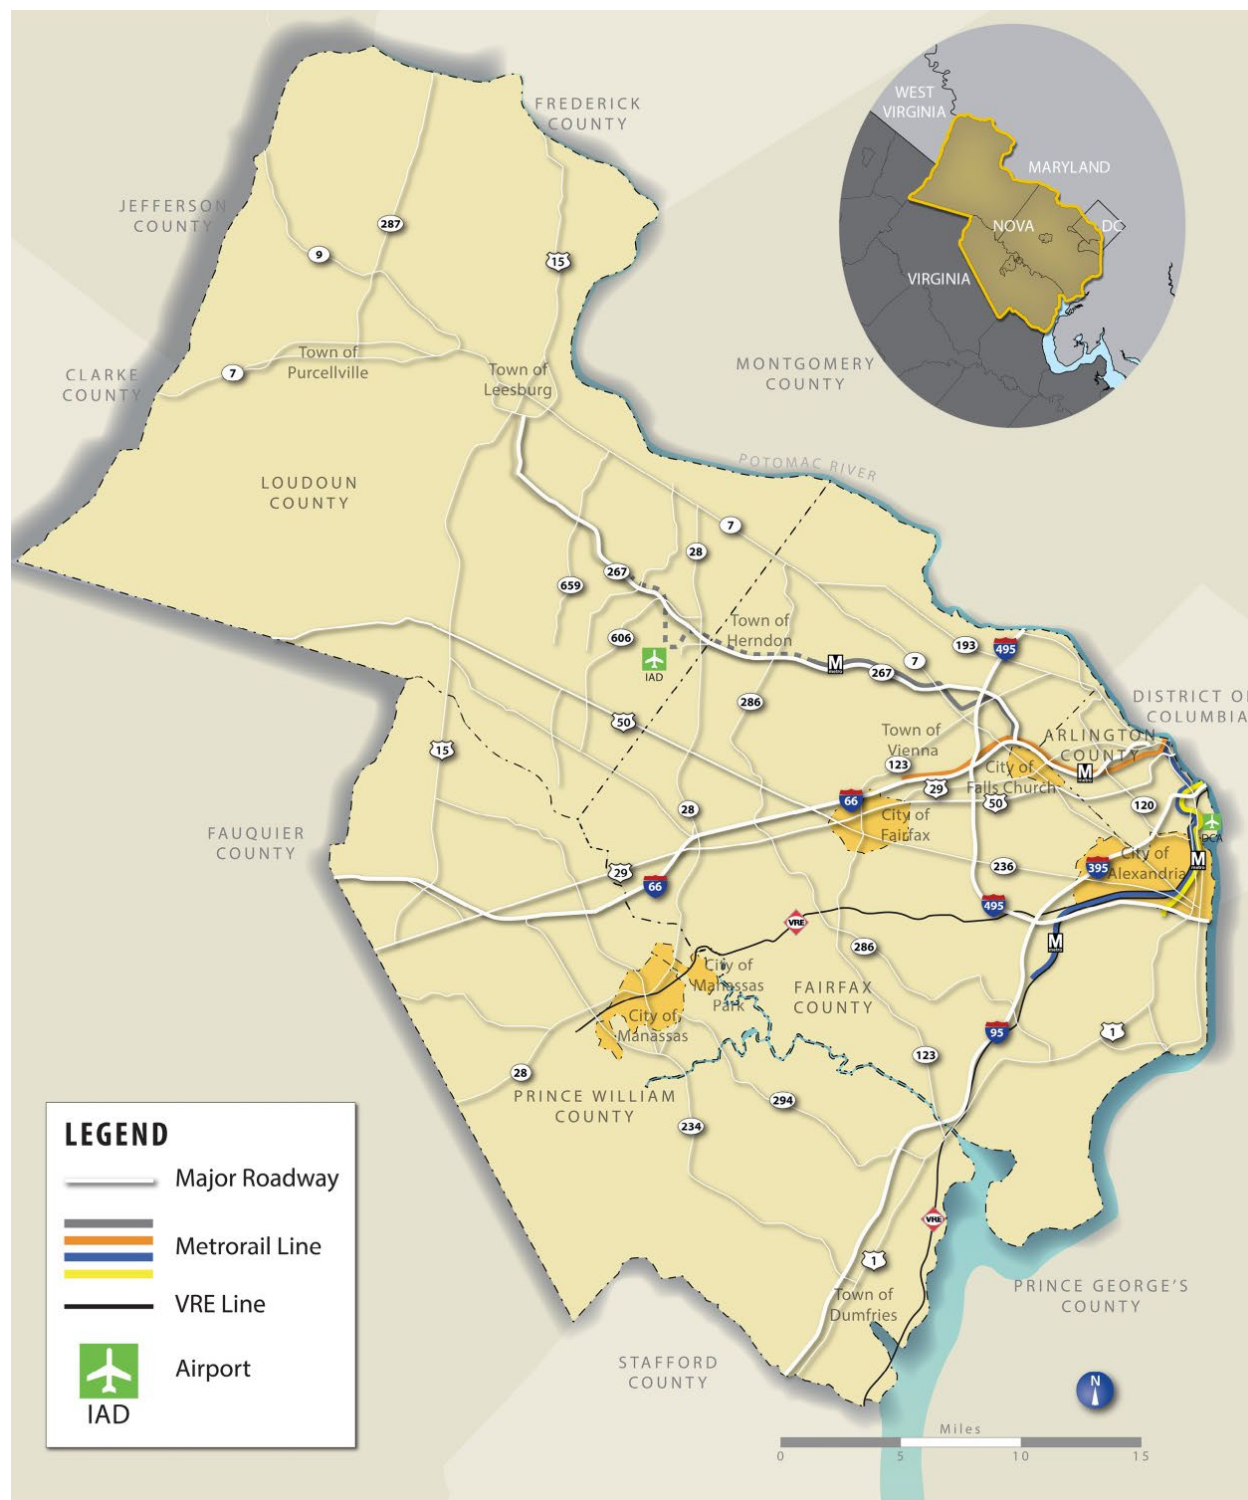 FREDERICK
COUNTY
WEST
VIRGINIA
MARYLAND
NOVA
DC
VIRGINIA
JEFFERSON
COUNTY
287
9
15
CLARKE
COUNTY
7
Town of
Purcellville
Town of
Leesburg
MONTGOMERY
COUNTY
POTOMAC RIVER
LOUDOUN
COUNTY
7
28
267
659
606
Town of
Herndon
IAD
M
metro
193
495
7
267
286
50
15
DISTRICT OF
COLUMBIA
ARLINGTON
COUNTY
Town of
Vienna
123
City of
Falls Church
M
metro
29
50
120
66
28
City of
Fairfax
DCA
FAUQUIER
COUNTY
29
66
236
395
City of
Alexandria
M
metro
495
VRE
286
M
metro
City of
Manassas
Park
City of
Manassas
FAIRFAX
COUNTY
95
1
123
28
PRINCE WILLIAM
COUNTY
294
234
VRE
1
Town of
Dumfries
PRINCE GEORGE'S
COUNTY
STAFFORD
COUNTY
LEGEND
Major Roadway
Metrorail Line
VRE Line
Airport
IAD
N
Miles
0 5 10 15